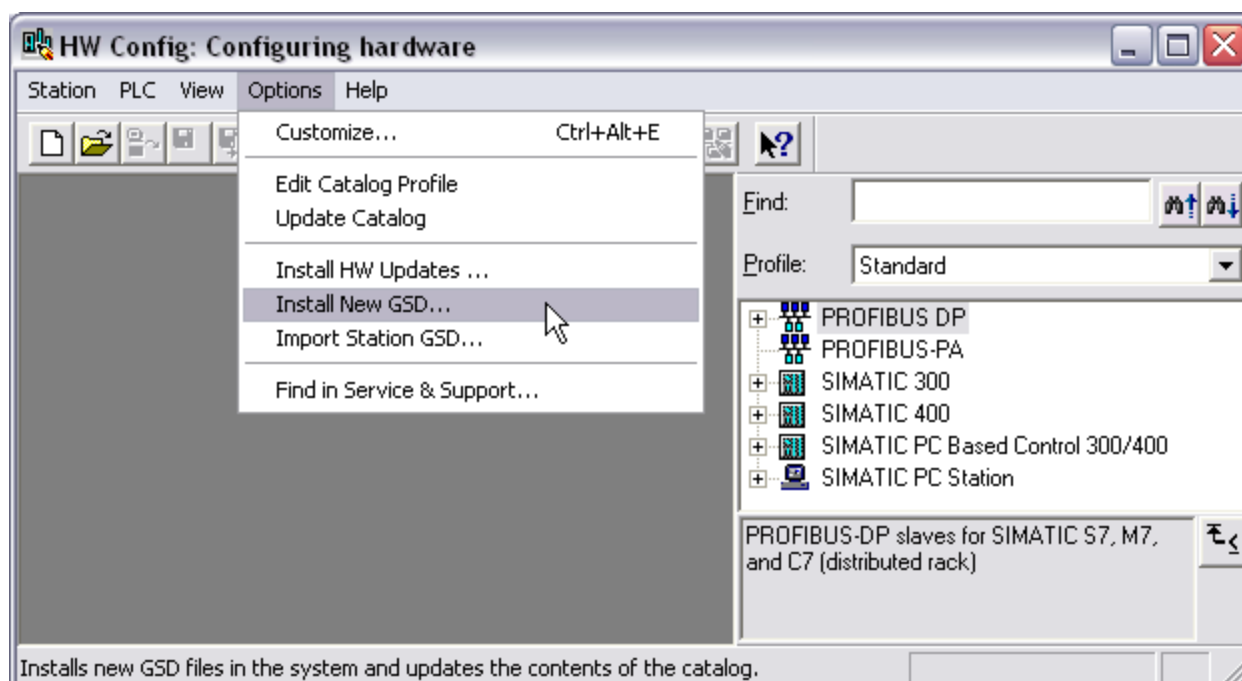 HW Config: Configuring hardware
Station PLC View Options Help
Customize... Ctrl+Alt+E
Edit Catalog Profile
Update Catalog
Install HW Updates ...
Install New GSD...
Import Station GSD...
Find in Service & Support...
Find:
Profile: Standard
PROFIBUS DP
PROFIBUS-PA
SIMATIC 300
SIMATIC 400
SIMATIC PC Based Control 300/400
SIMATIC PC Station
PROFIBUS-DP slaves for SIMATIC S7, M7,
and C7 (distributed rack)
Installs new GSD files in the system and updates the contents of the catalog.